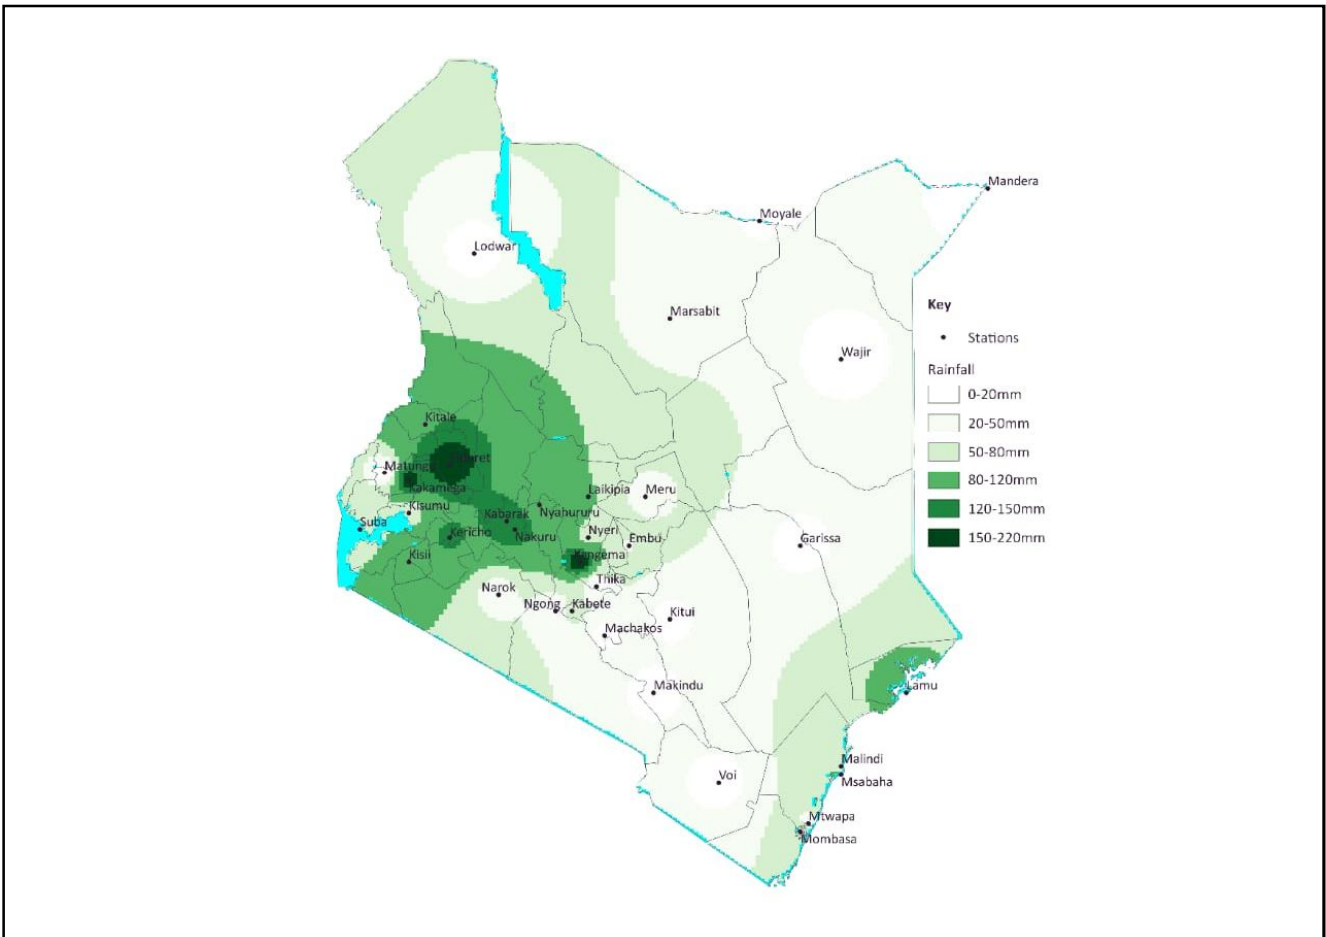 Mandera
Moyale
Lodwar
Key
Marsabit
Stations
Wajir
Rainfall
0-20mm
Kitale
20-50mm
50-80mm
80-120mm
Kakamega
Laikipia
Meru
Kisumu
Kabarak
Nyahururu
120-150mm
Suba
Kericho
Nakuru
Nyeri
Embu
Garissa
150-220mm
Kisii
Kangema
Thika
Narok
Ngong
Kabete
Kitui
Machakos
Makindu
Lamu
Malindi
Voi
Msabaha
Mtwapa
Mombasa